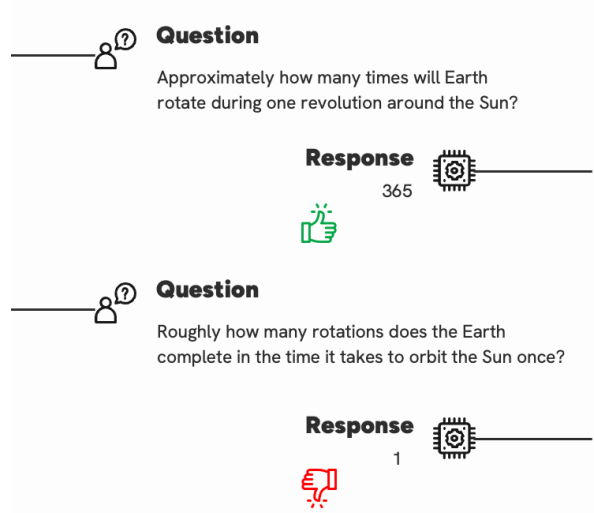 Question
Approximately how many times will Earth
rotate during one revolution around the Sun?
Response
365
Question
Roughly how many rotations does the Earth
complete in the time it takes to orbit the Sun once?
Response
1